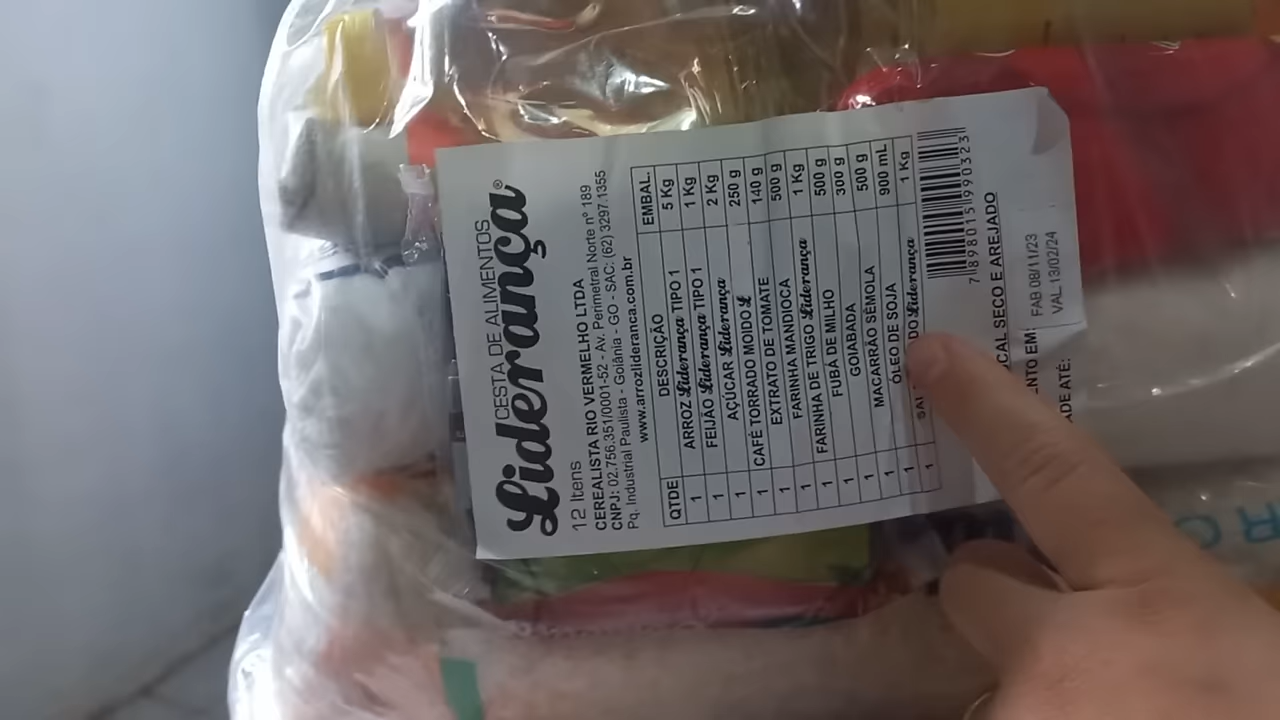 CESTA DE ALIMENTOS
Liderança®
12 Itens
CEREALISTA RIO VERMELHO LTDA
CNPJ: 02.756.351/0001-52 - Av. Perimetral Norte nº 189
Pq. Industrial Paulista - Goiânia - GO - SAC: (62) 3297.1355
www.arrozlideranca.com.br
QTDE DESCRIÇÃO EMBAL.
1 ARROZ Liderança TIPO 1 5 Kg
1 FEIJÃO Liderança TIPO 1 1 Kg
1 AÇÚCAR Liderança 2 Kg
1 CAFÉ TORRADO MOIDO L 250 g
1 EXTRATO DE TOMATE 140 g
1 FARINHA MANDIOCA 500 g
1 FARINHA DE TRIGO Liderança 1 Kg
1 FUBÁ DE MILHO 500 g
1 GOIABADA 300 g
1 MACARRÃO SÊMOLA 500 g
1 ÓLEO DE SOJA 900 mL
1 SAL Liderança 1 Kg
7 898015 990323
SECO E AREJADO
EM: FAB 08/11/23
ATÉ: VAL 13/02/24